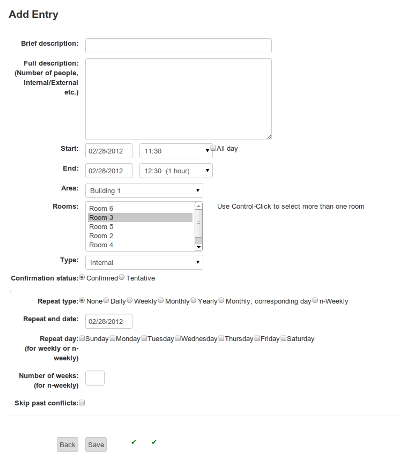 Add Entry
Brief description:
Full description:
(Number of people,
Internal/External
etc.)
Start: 02/28/2012 11:30 All day
End: 02/28/2012 12:30 (1 hour)
Area: Building 1
Rooms: Room 6 Use Control-Click to select more than one room
Room 3
Room 5
Room 2
Room 4
Type: Internal
Confirmation status: Confirmed Tentative
Repeat type: None Daily Weekly Monthly Yearly Monthly, corresponding day n-Weekly
Repeat end date: 02/28/2012
Repeat day: Sunday Monday Tuesday Wednesday Thursday Friday Saturday
(for weekly or n-
weekly)
Number of weeks:
(for n-weekly)
Skip past conflicts:
Back Save